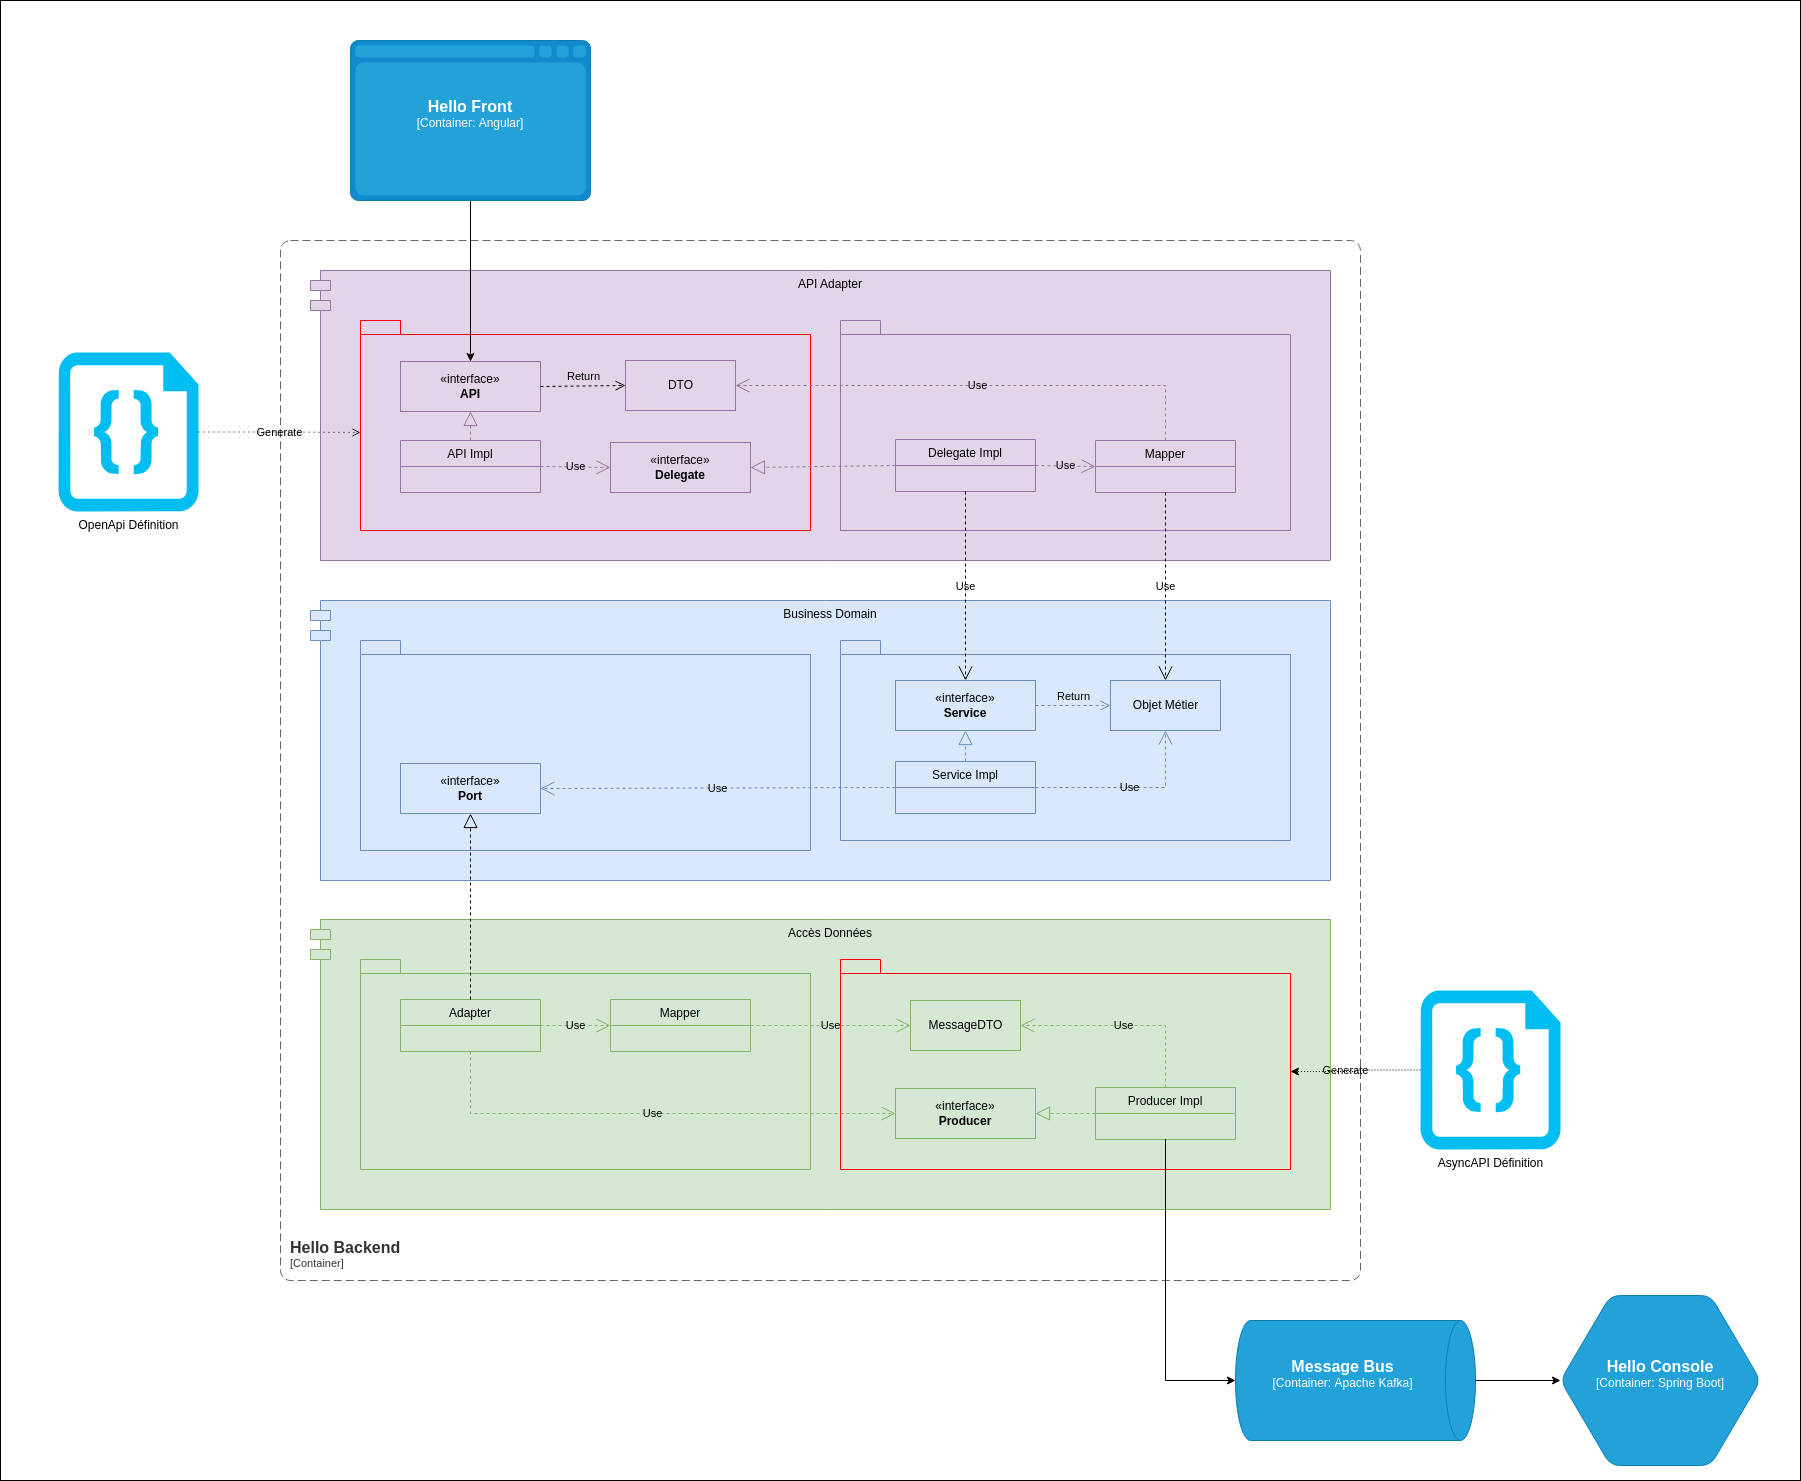 Hello Front
[Container: Angular]
API Adapter
«interface»
API
Return
DTO
Use
Generate
API Impl
Use
«interface»
Delegate
Delegate Impl
Use
Mapper
OpenApi Définition
Use
Use
Business Domain
«interface»
Service
Return
Objet Métier
«interface»
Port
Use
Service Impl
Use
Accès Données
Adapter
Use
Mapper
Use
MessageDTO
Use
Generate
Use
«interface»
Producer
Producer Impl
AsyncAPI Définition
Hello Backend
[Container]
Message Bus
[Container: Apache Kafka]
Hello Console
[Container: Spring Boot]